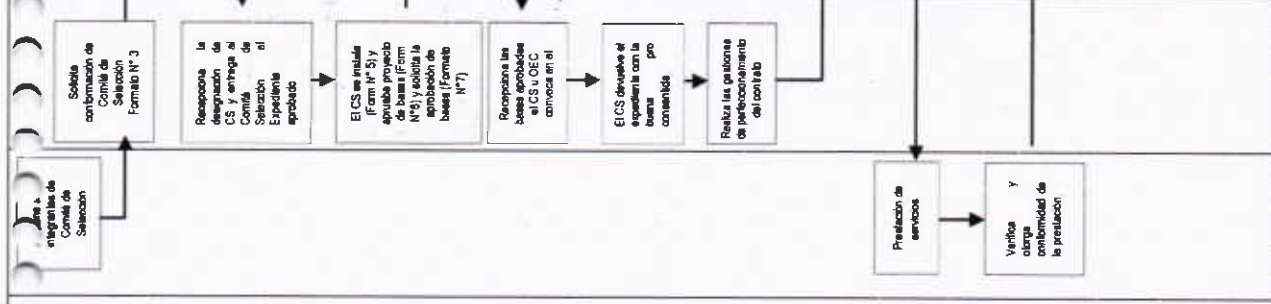 Solicita
conformación de
Comité de
Selección
Formato N° 3
Recepciona la
designación de
CS y entrega al
Comité de
Selección el
Expediente
aprobado
El CS se instala
(Form N° 5) y
aprueba proyecto
de bases (Form
N°6) y solicita la
aprobación de
bases (Formato
N°7)
Recepciona las
bases aprobadas
el CS u OEC
convoca en el
El CS devuelve el
expediente con la
buena pro
consentida
Realiza las gestiones
de perfeccionamiento
del contrato
integrantes de
Comité de
Selección
Prestación de
servicios
Verifica y
otorga
conformidad de
la prestación